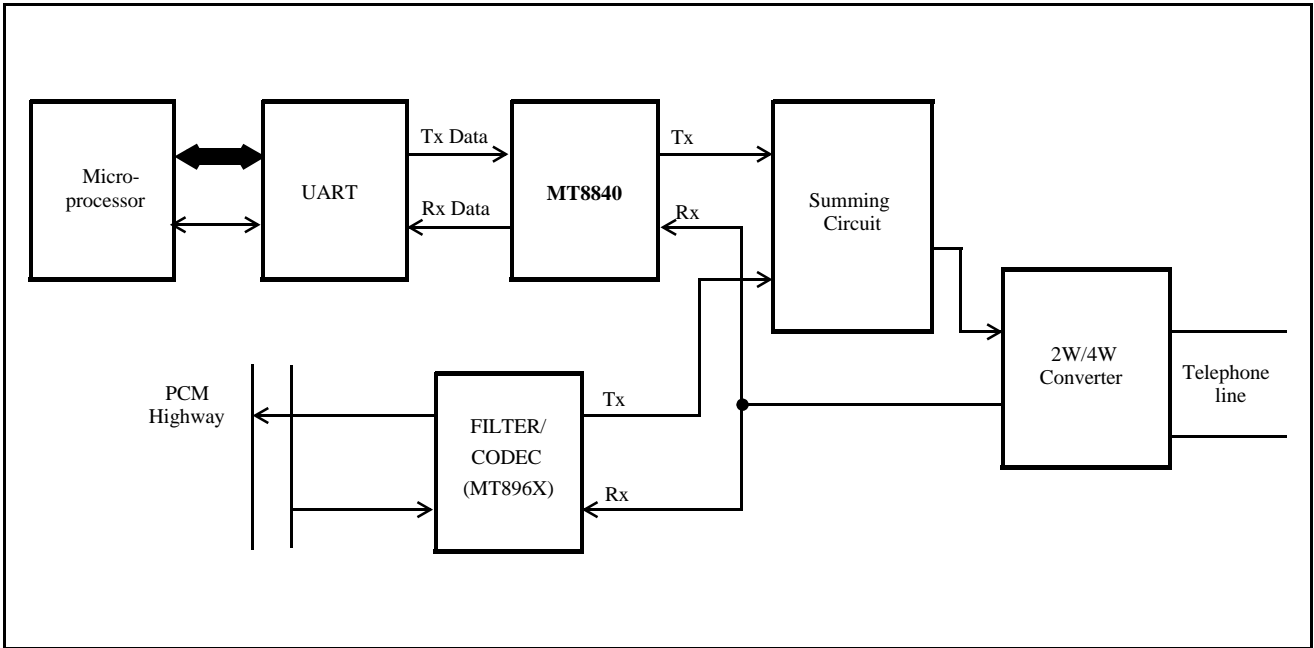 Micro-
processor
UART
Tx Data
Rx Data
MT8840
Tx
Rx
Summing
Circuit
2W/4W
Converter
Telephone
line
PCM
Highway
FILTER/
CODEC
(MT896X)
Tx
Rx